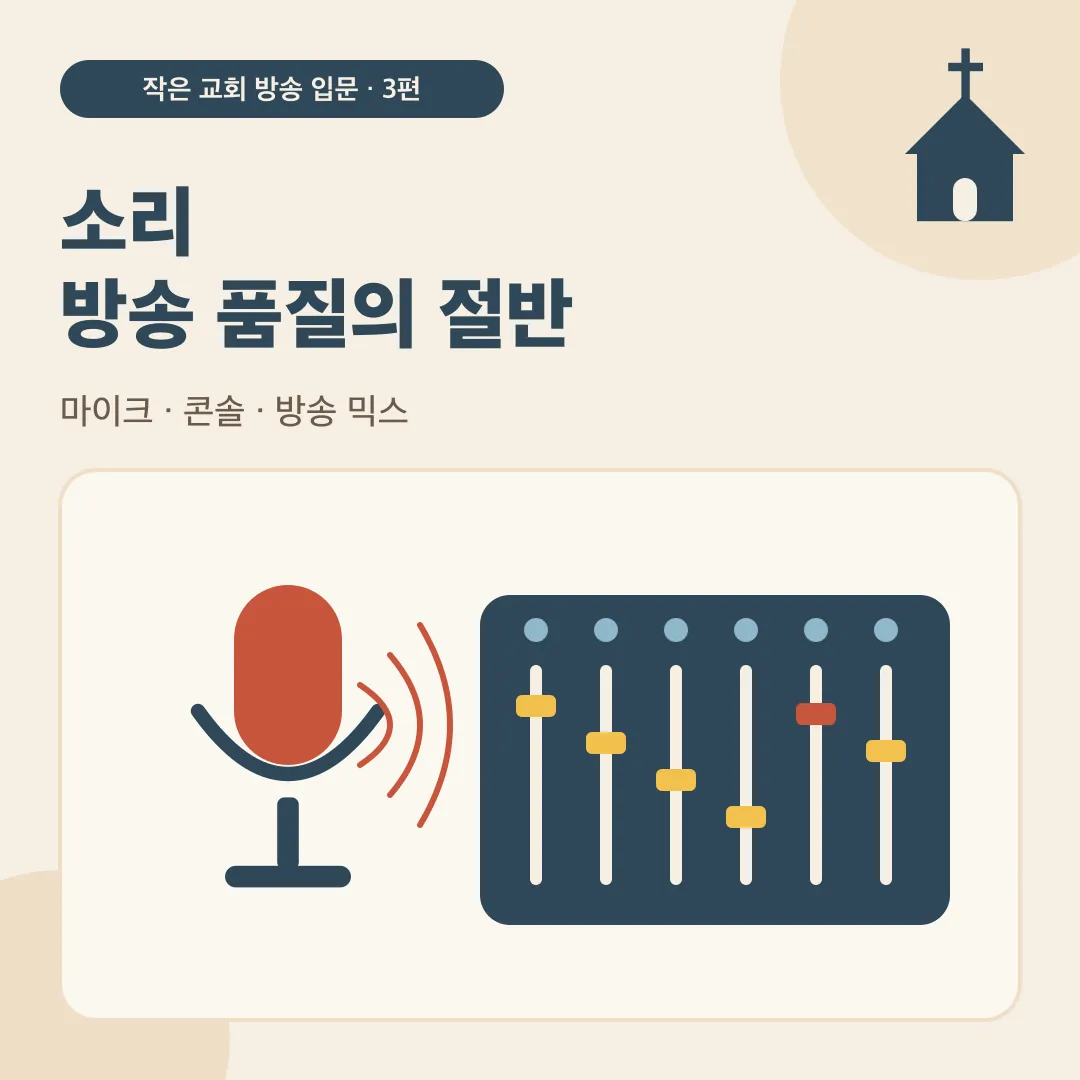 작은 교회 방송 입문 · 3편
소리
방송 품질의 절반
마이크 · 콘솔 · 방송 믹스